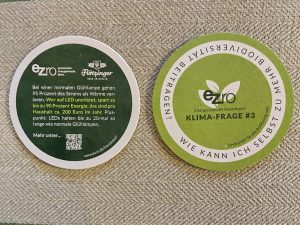 ezro
Flötzinger
Bei einer normalen Glühlampe gehen
95 Prozent des Stroms als Wärme ver-
loren. Wer auf LED umrüstet, spart so
bis zu 90 Prozent Energie, das sind pro
Haushalt ca. 200 Euro im Jahr. Plus-
punkt: LEDs halten bis zu 20-mal so
lange wie normale Glühlampen.
Mehr unter...
ezro
KLIMA-FRAGE #3
WIE KANN ICH SELBST ZU MEHR BIODIVERSITÄT BEITRAGEN?